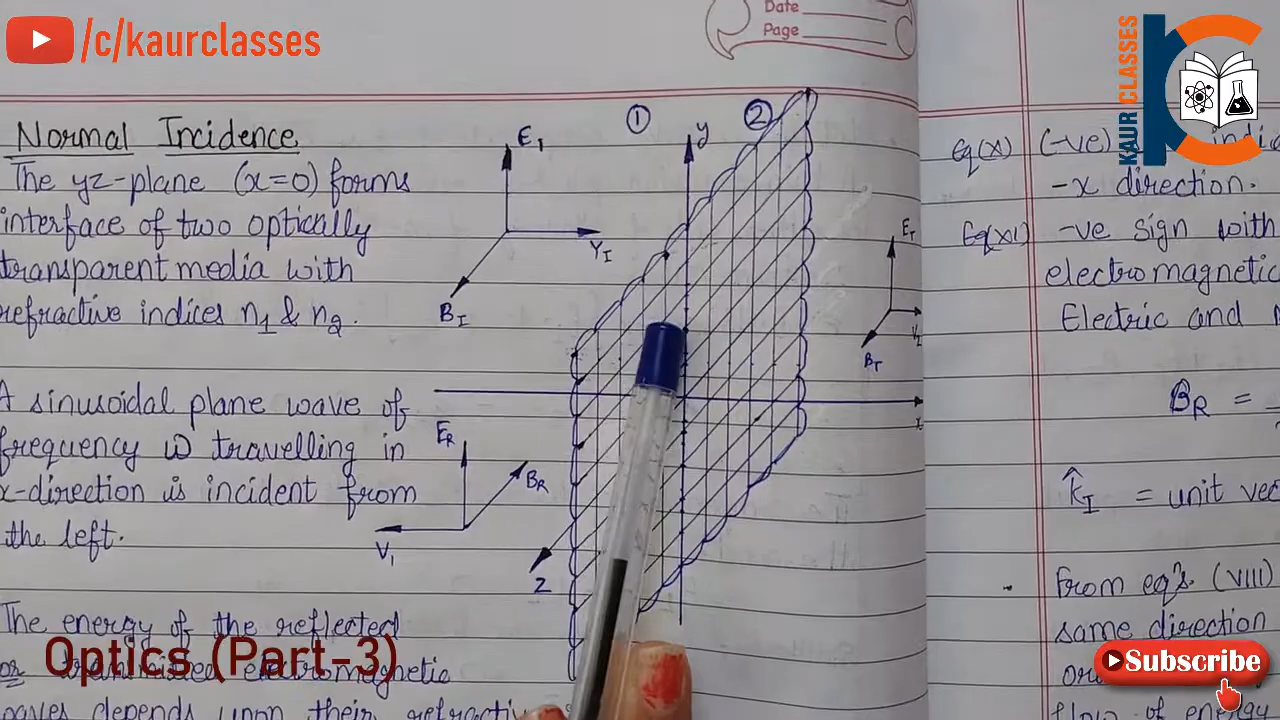 /c/kaurclasses
Date
Page
KAUR CLASSES
Normal Incidence
The yz-plane (x=0) forms
interface of two optically
transparent media with
refractive indices n1 & n2.
A sinusoidal plane wave of
frequency ω travelling in
x-direction is incident from
the left.
The energy of the reflected
or transmitted electromagnetic
waves depends upon their refractive
E1
YI
BI
ER
BR
V1
①
②
y
z
ET
BT
eq(x) (-ve)
-x direction.
Eq(xi) -ve sign with
electromagnetic
Electric and
BR =
k̂I = unit
From eqs (VIII)
same direction
flow of energy
Optics (Part-3)
Subscribe